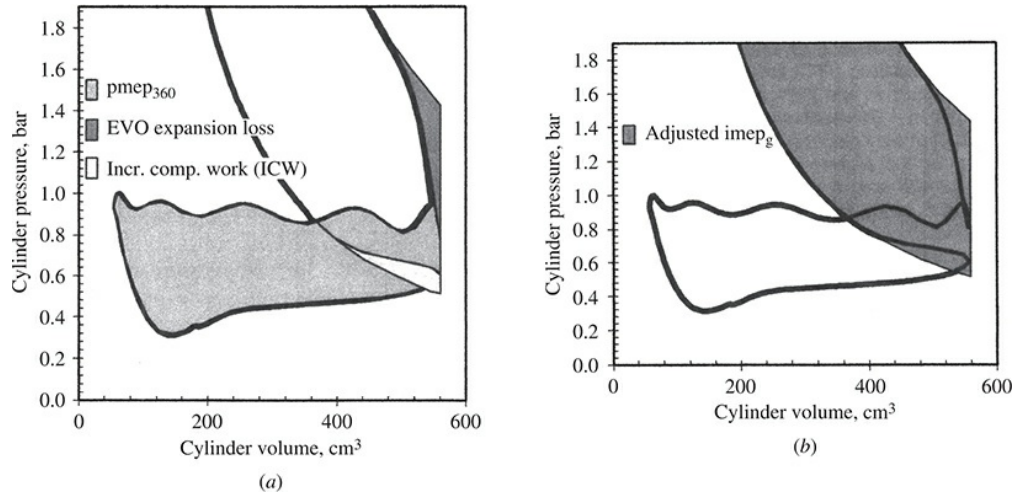 1.8
1.6
1.4
1.2
1.0
0.8
0.6
0.4
0.2
0.0
Cylinder pressure, bar
pmep₃₆₀
EVO expansion loss
Incr. comp. work (ICW)
0
200
400
600
Cylinder volume, cm³
(a)
1.8
1.6
1.4
1.2
1.0
0.8
0.6
0.4
0.2
0.0
Cylinder pressure, bar
Adjusted imep_g
0
200
400
600
Cylinder volume, cm³
(b)